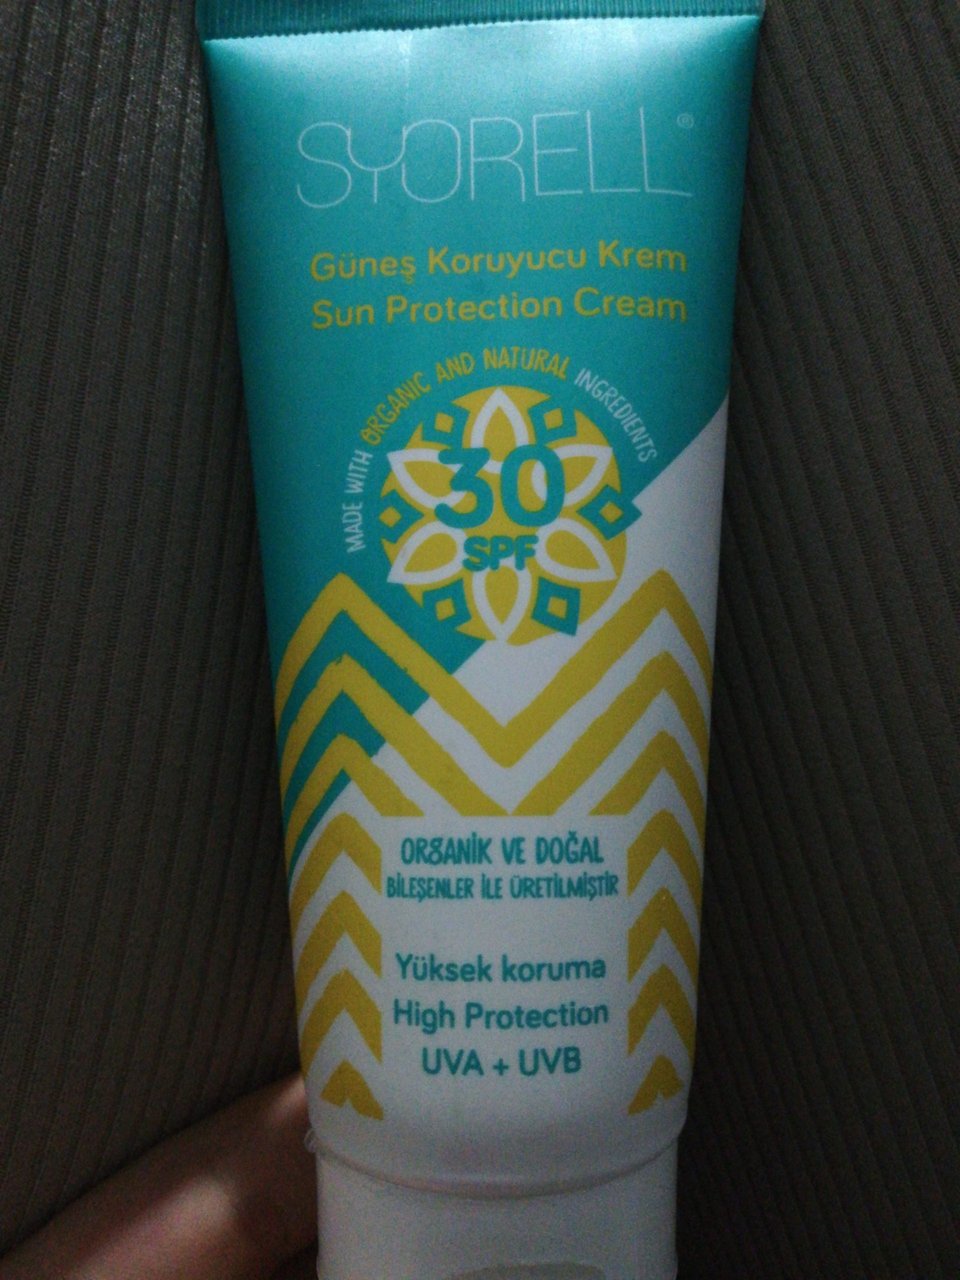 SYORELL®
Güneş Koruyucu Krem
Sun Protection Cream
MADE WITH ORGANIC AND NATURAL INGREDIENTS
30
SPF
ORGANİK VE DOĞAL
BİLEŞENLER İLE ÜRETİLMİŞTİR
Yüksek koruma
High Protection
UVA + UVB